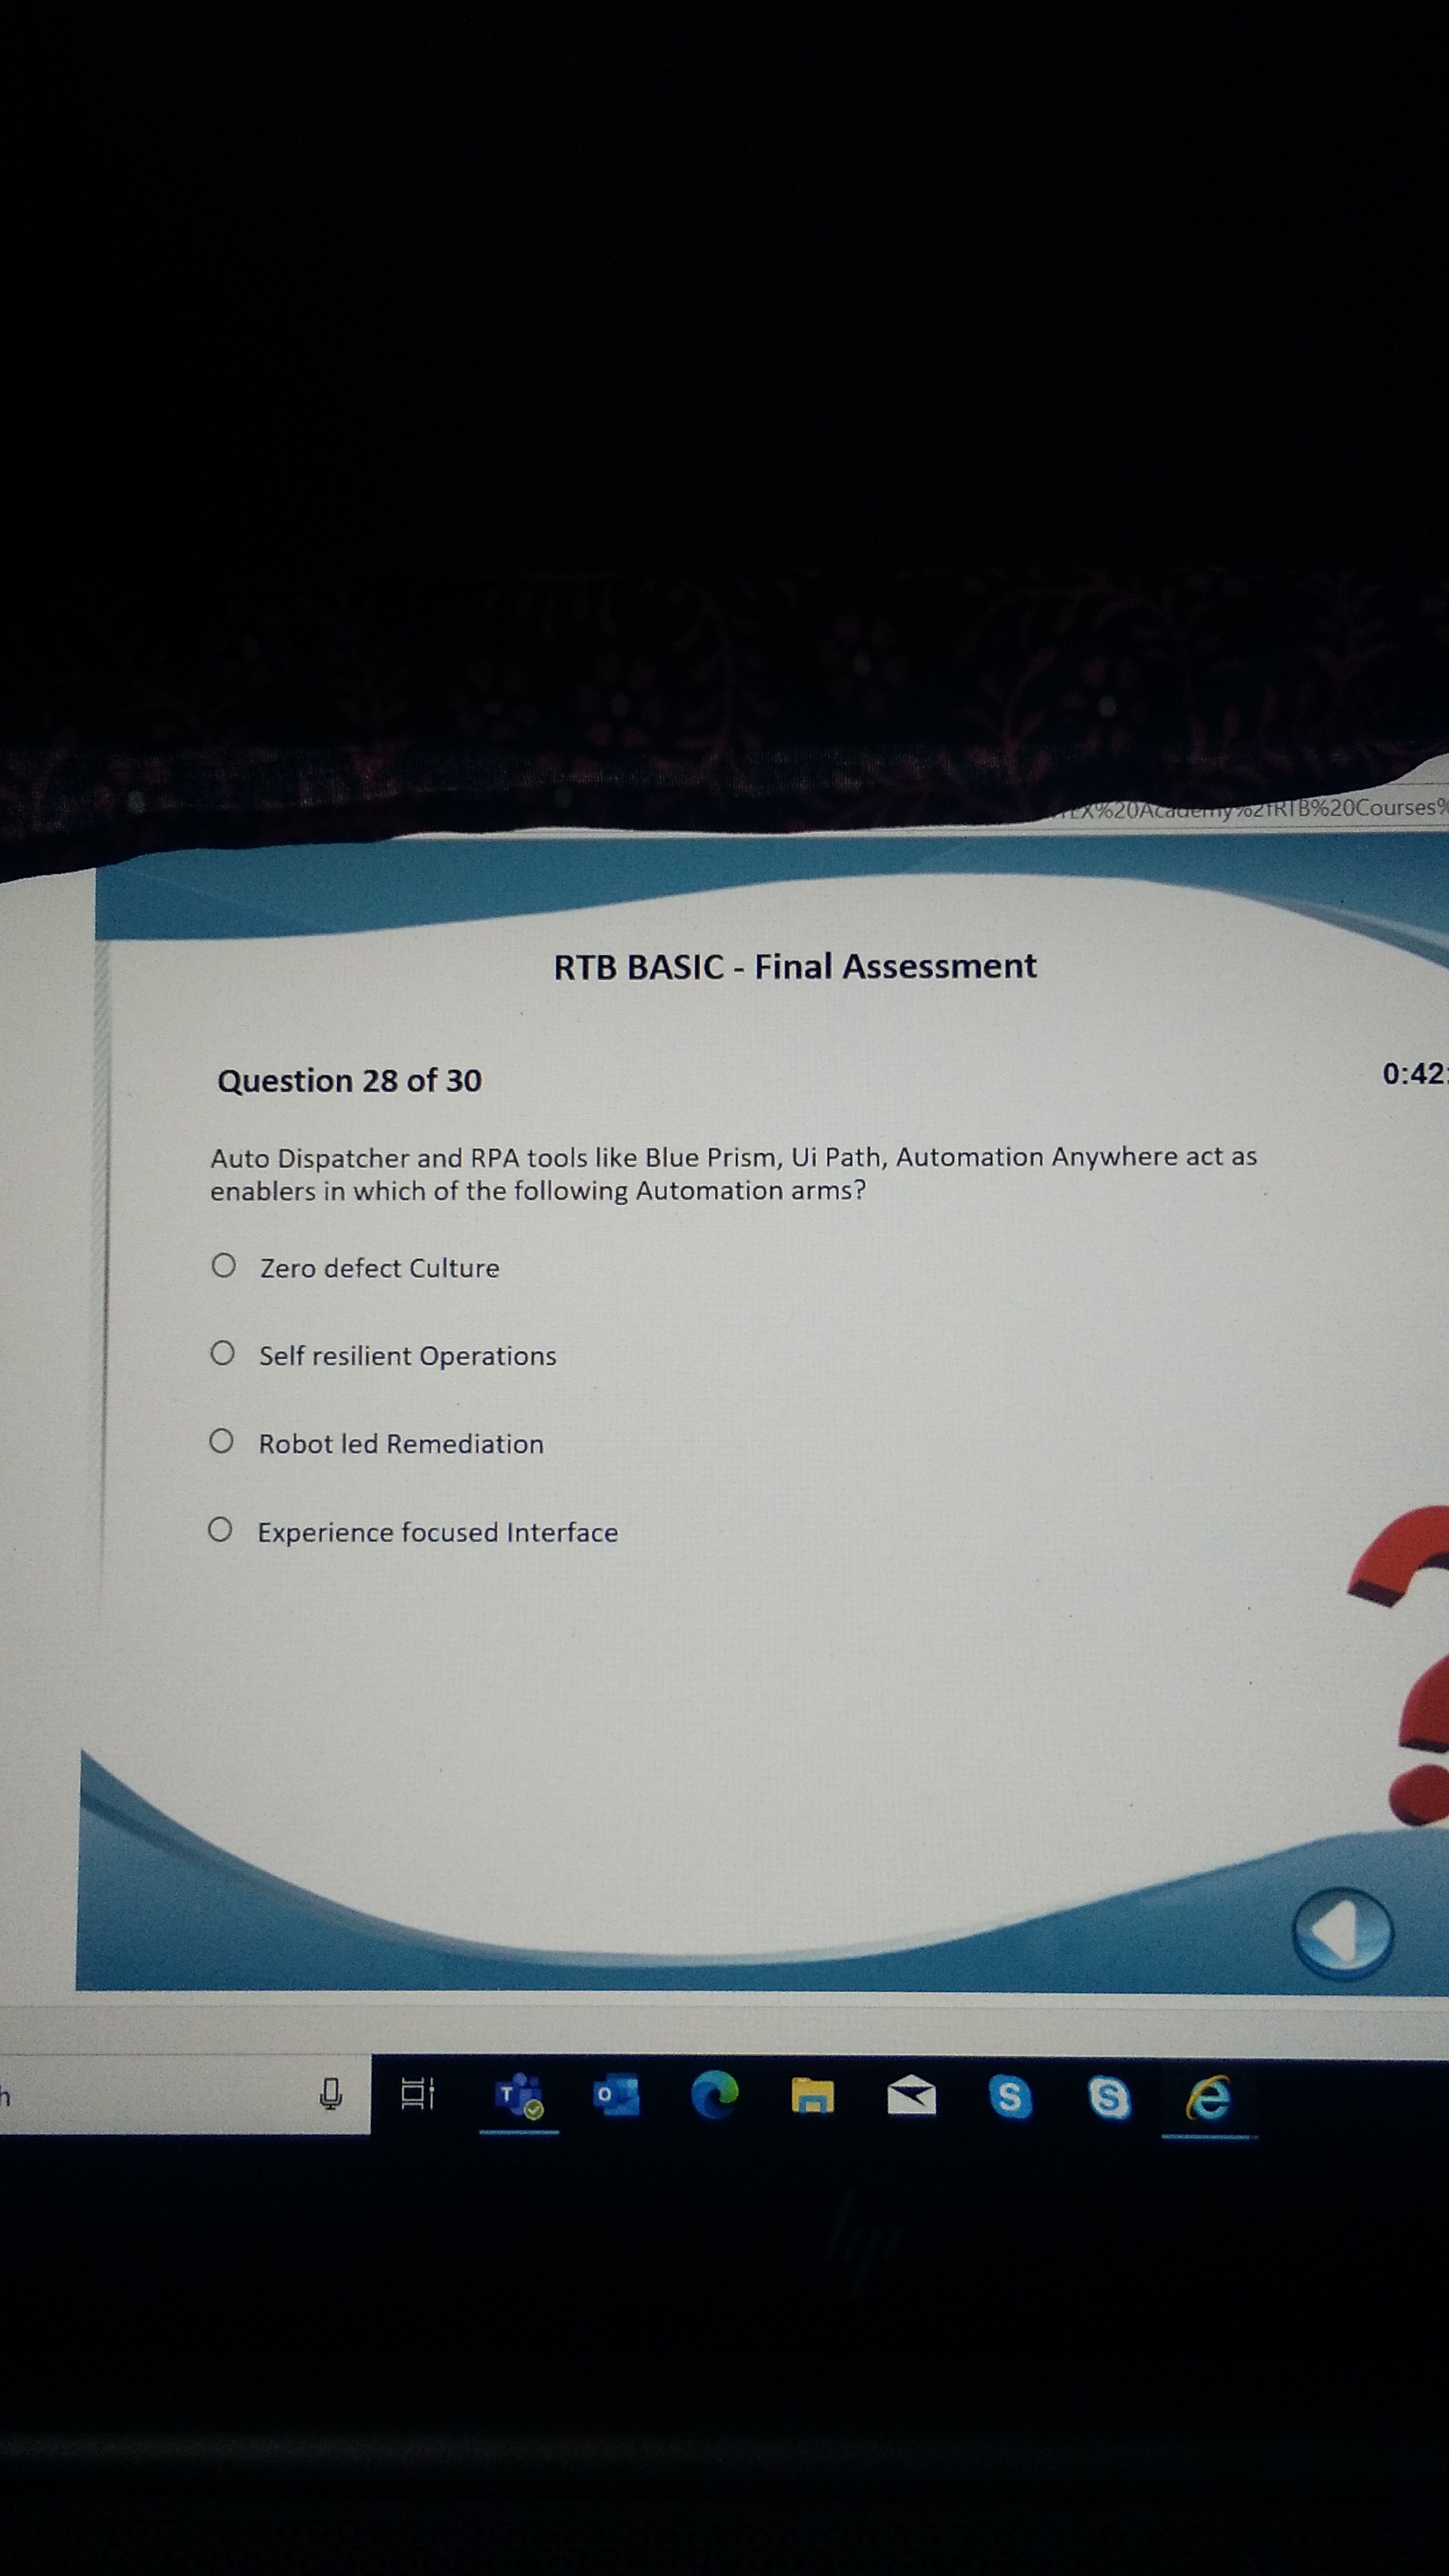 %20Academy%2fRTB%20Courses%
RTB BASIC - Final Assessment
Question 28 of 30
0:42:
Auto Dispatcher and RPA tools like Blue Prism, Ui Path, Automation Anywhere act as
enablers in which of the following Automation arms?
Zero defect Culture
Self resilient Operations
Robot led Remediation
Experience focused Interface
h
T
O
S
S
hp